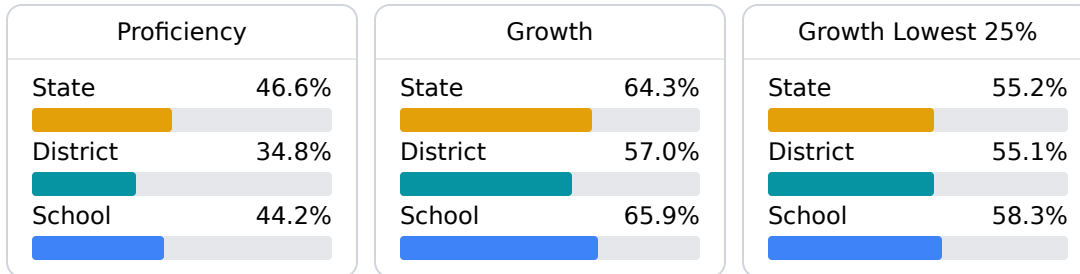 Proficiency
State 46.6%
District 34.8%
School 44.2%
Growth
State 64.3%
District 57.0%
School 65.9%
Growth Lowest 25%
State 55.2%
District 55.1%
School 58.3%